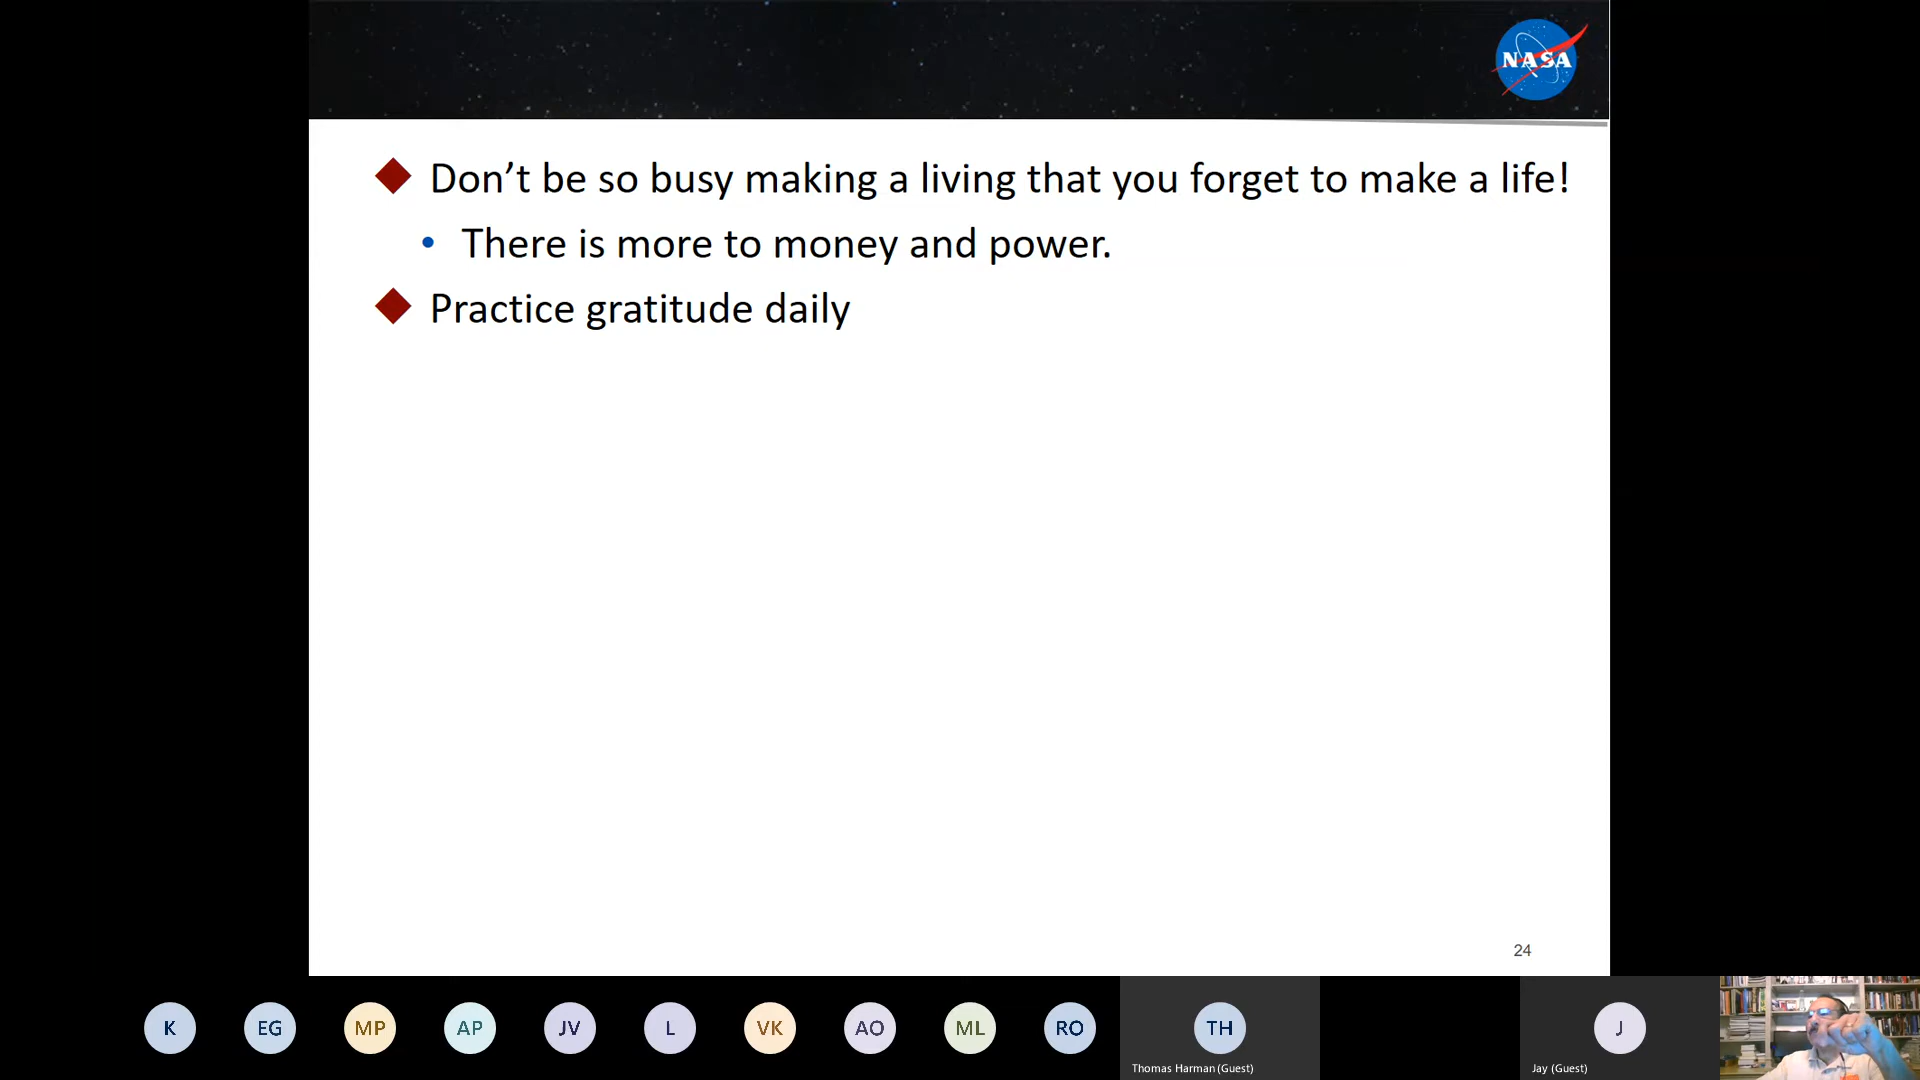 NASA
Don’t be so busy making a living that you forget to make a life!
There is more to money and power.
Practice gratitude daily
24
K
EG
MP
AP
JV
L
VK
AO
ML
RO
TH
J
Thomas Harman (Guest)
Jay (Guest)